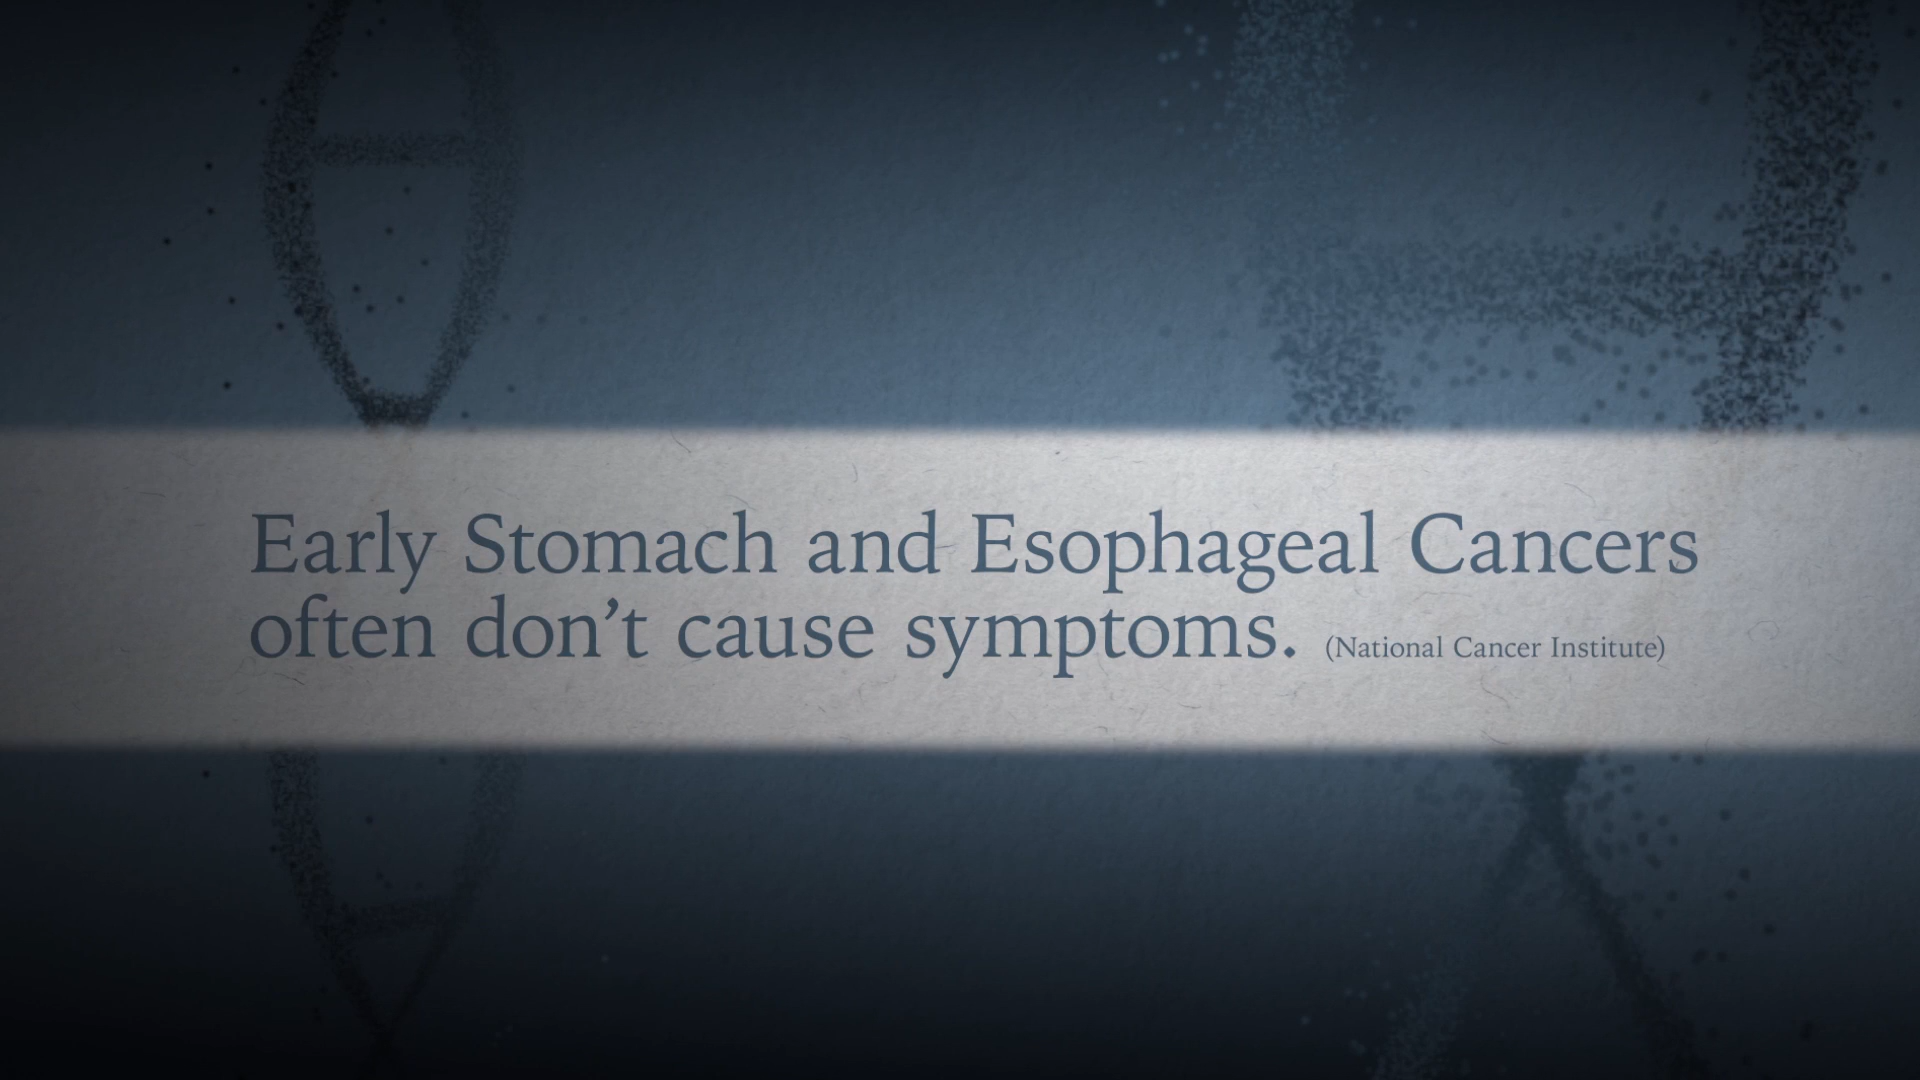 Early Stomach and Esophageal Cancers
often don’t cause symptoms. (National Cancer Institute)